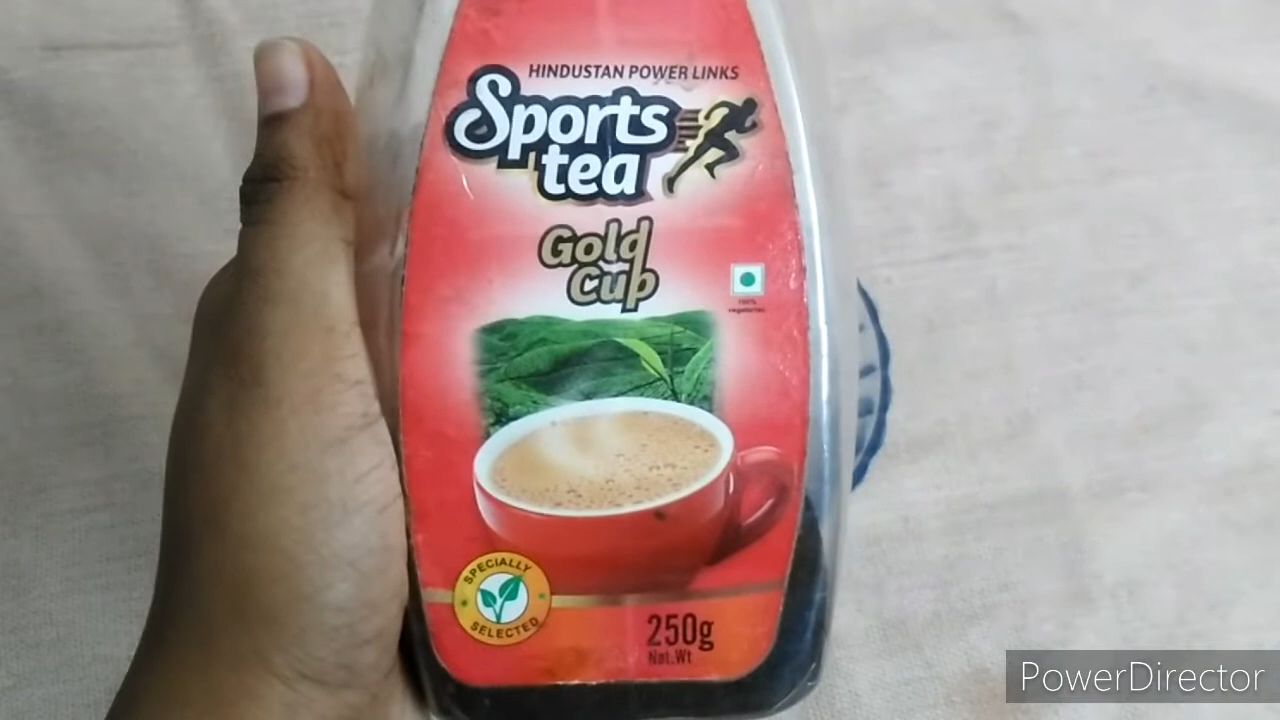 HINDUSTAN POWER LINKS
Sports
tea
Gold
Cup
100%
vegetarian
SPECIALLY
SELECTED
250g
Net.Wt
PowerDirector